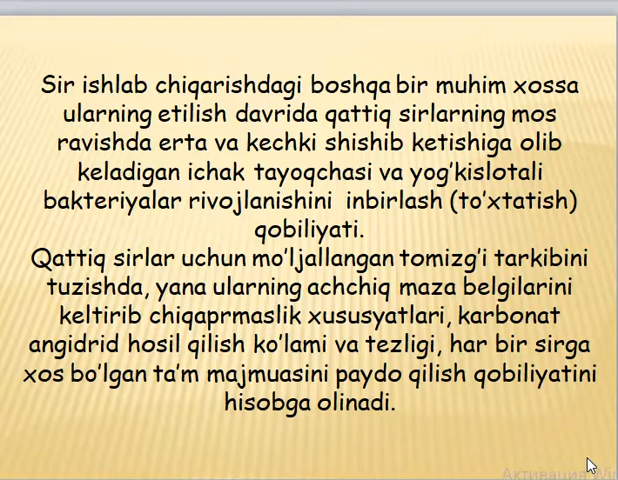 Sir ishlab chiqarishdagi boshqa bir muhim xossa
ularning etilish davrida qattiq sirlarning mos
ravishda erta va kechki shishib ketishiga olib
keladigan ichak tayoqchasi va yog’kislotali
bakteriyalar rivojlanishini inbirlash (to’xtatish)
qobiliyati.
Qattiq sirlar uchun mo’ljallangan tomizg’i tarkibini
tuzishda, yana ularning achchiq maza belgilarini
keltirib chiqaprmaslik xususyatlari, karbonat
angidrid hosil qilish ko’lami va tezligi, har bir sirga
xos bo’lgan ta’m majmuasini paydo qilish qobiliyatini
hisobga olinadi.
Активация Wi